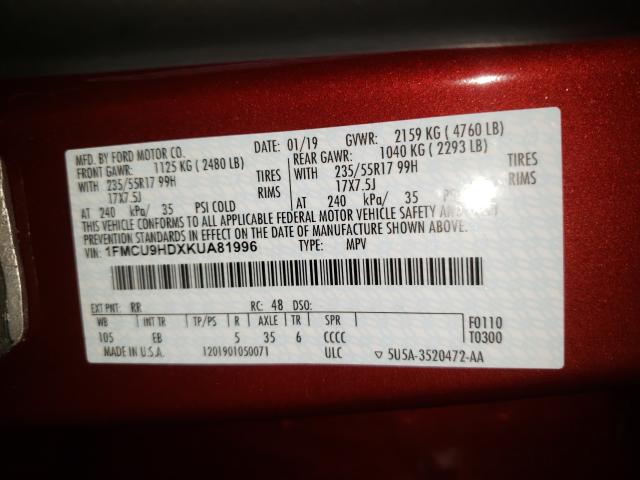 MFD. BY FORD MOTOR CO. DATE: 01/19 GVWR: 2159 KG ( 4760 LB)
FRONT GAWR: 1125 KG ( 2480 LB) REAR GAWR: 1040 KG ( 2293 LB)
WITH 235/55R17 99H TIRES WITH 235/55R17 99H TIRES
17X7.5J RIMS 17X7.5J RIMS
AT 240 kPa/ 35 PSI COLD AT 240 kPa/ 35 PSI COLD
THIS VEHICLE CONFORMS TO ALL APPLICABLE FEDERAL MOTOR VEHICLE SAFETY AND THEFT
PREVENTION STANDARDS IN EFFECT ON THE DATE OF MANUFACTURE SHOWN ABOVE.
VIN: 1FMCU9HDXKUA81996 TYPE: MPV
EXT PNT: RR RC: 48 DSO: F0110
WB INT TR TP/PS R AXLE TR SPR T0300
105 EB 5 35 6 CCCC
MADE IN U.S.A. 1201901050071 ULC ▽ 5U5A-3520472-AA